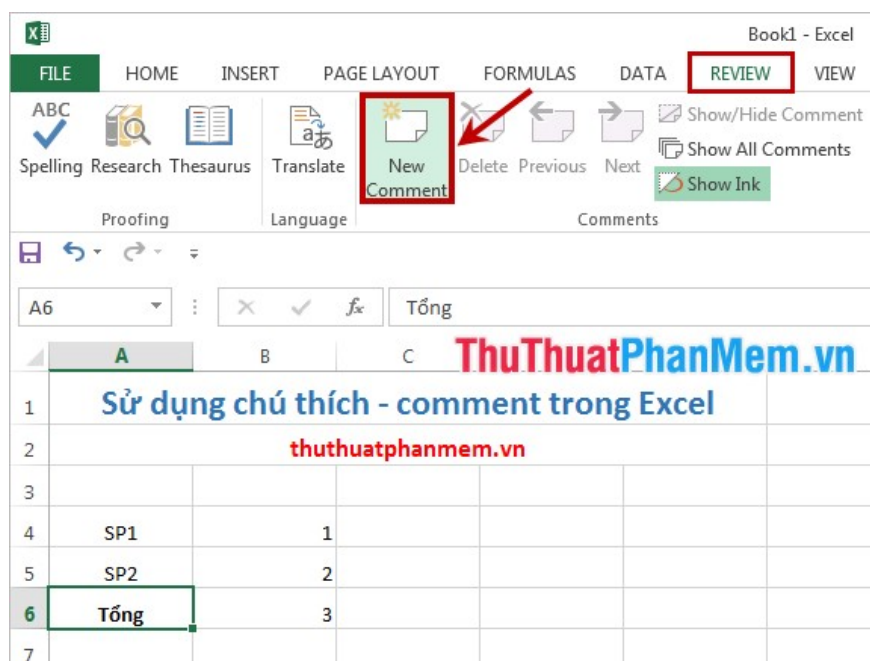 Book1 - Excel
FILE HOME INSERT PAGE LAYOUT FORMULAS DATA REVIEW VIEW
ABC
Spelling Research Thesaurus Translate New Comment Delete Previous Next
Show/Hide Comment
Show All Comments
Show Ink
Proofing Language Comments
A6 fx Tổng
A B C
ThuThuatPhanMem.vn
1 Sử dụng chú thích - comment trong Excel
2 thuthuatphanmem.vn
3
4 SP1 1
5 SP2 2
6 Tổng 3
7